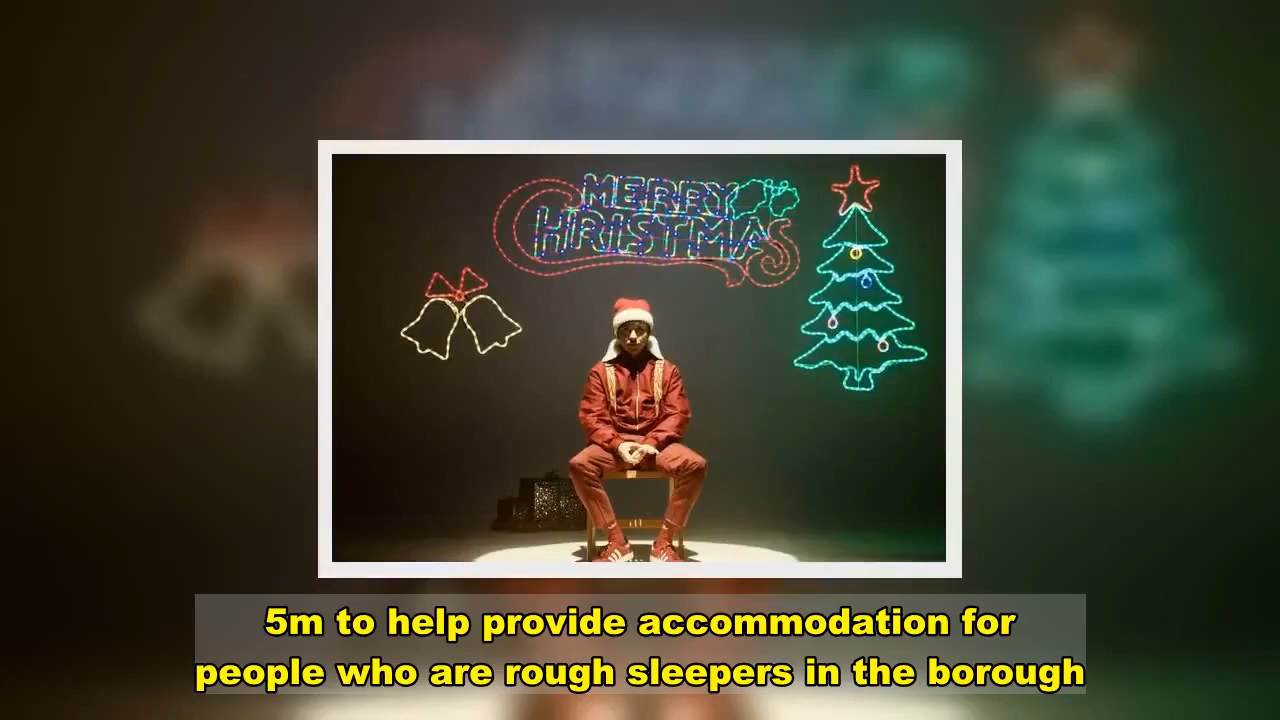 MERRY
CHRISTMAS
5m to help provide accommodation for
people who are rough sleepers in the borough